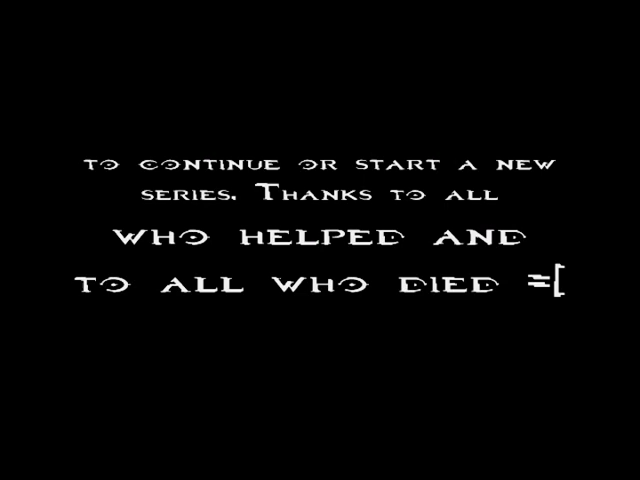 to continue or start a new
series. Thanks to all
who helped and
to all who died =[